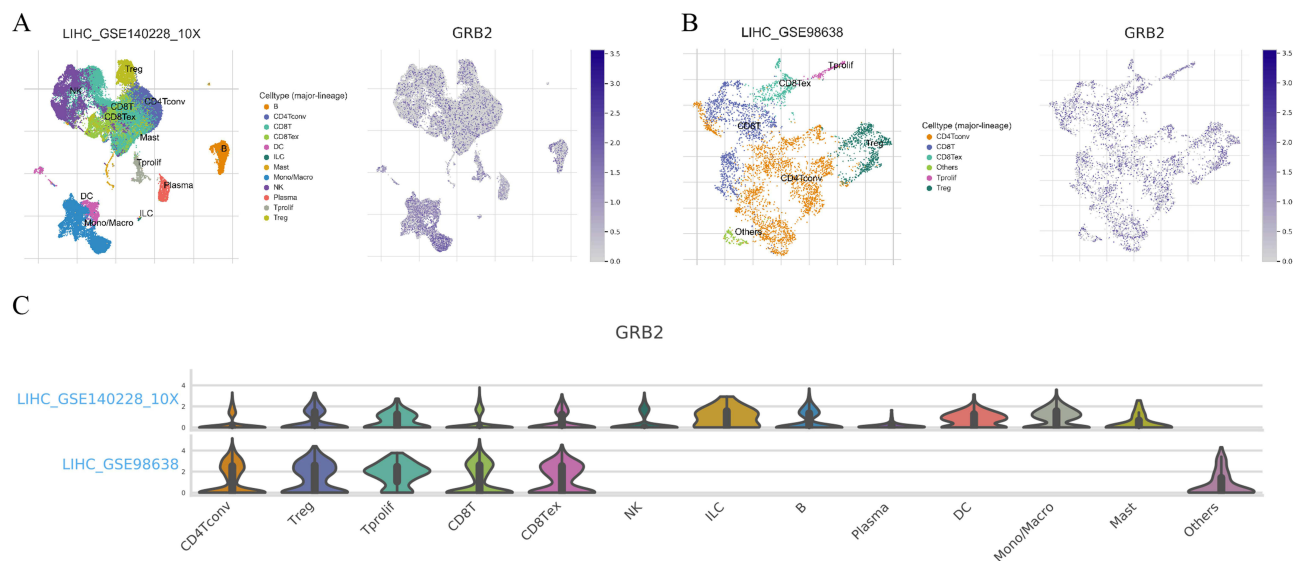 A
LIHC_GSE140228_10X
Treg
NK
CD4Tconv
CD8T
CD8Tex
Mast
Tprolif
B
Plasma
DC
Mono/Macro
ILC
Celltype (major-lineage)
B
CD4Tconv
CD8T
CD8Tex
DC
ILC
Mast
Mono/Macro
NK
Plasma
Tprolif
Treg
GRB2
3.5
3.0
2.5
2.0
1.5
1.0
0.5
0.0
B
LIHC_GSE98638
Tprolif
CD8Tex
CD8T
Treg
CD4Tconv
Others
Celltype (major-lineage)
CD4Tconv
CD8T
CD8Tex
Others
Tprolif
Treg
GRB2
3.5
3.0
2.5
2.0
1.5
1.0
0.5
0.0
C
GRB2
LIHC_GSE140228_10X
4
2
0
LIHC_GSE98638
4
2
0
CD4Tconv
Treg
Tprolif
CD8T
CD8Tex
NK
ILC
B
Plasma
DC
Mono/Macro
Mast
Others